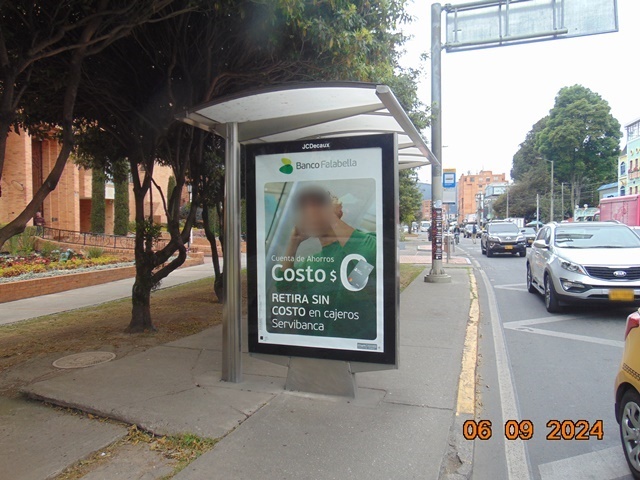 JCDecaux
Banco Falabella
Cuenta de Ahorros
Costo $0
RETIRA SIN
COSTO en cajeros
Servibanca
06 09 2024